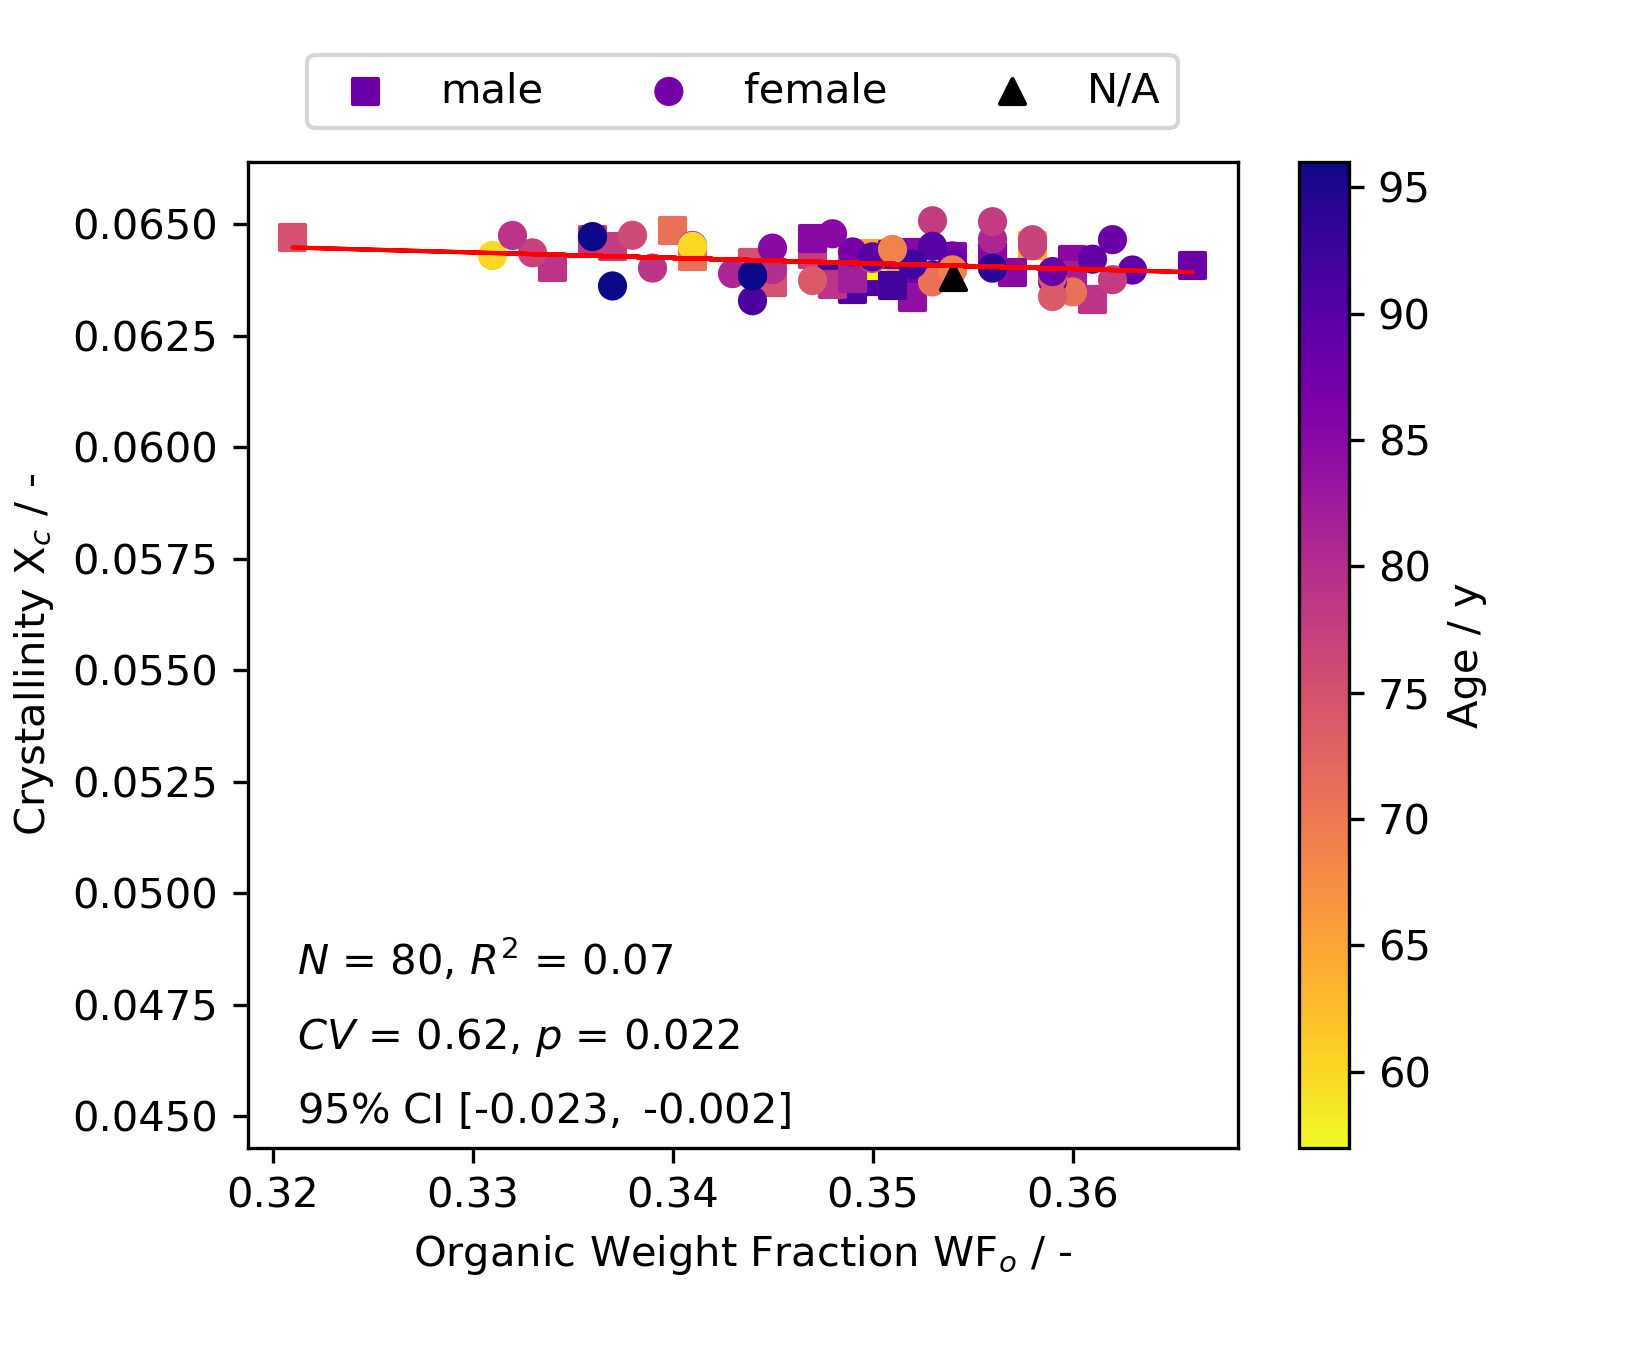 male female N/A
0.0650
0.0625
0.0600
0.0575
0.0550
0.0525
0.0500
0.0475
0.0450
Crystallinity X_c / -
N = 80, R² = 0.07
CV = 0.62, p = 0.022
95% CI [-0.023, -0.002]
0.32 0.33 0.34 0.35 0.36
Organic Weight Fraction WF_o / -
95
90
85
80
75
70
65
60
Age / y